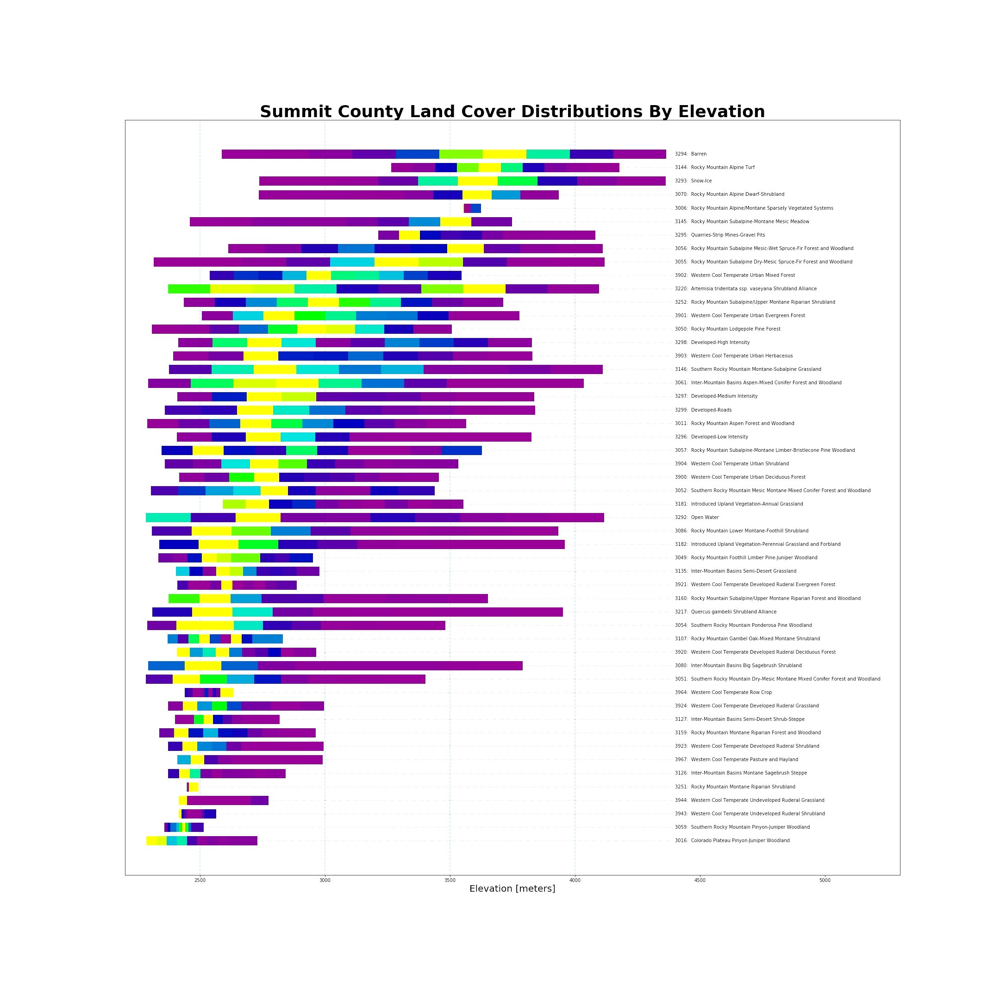 Summit County Land Cover Distributions By Elevation
3294: Barren
3144: Rocky Mountain Alpine Turf
3293: Snow-Ice
3070: Rocky Mountain Alpine Dwarf-Shrubland
3006: Rocky Mountain Alpine/Montane Sparsely Vegetated Systems
3145: Rocky Mountain Subalpine-Montane Mesic Meadow
3295: Quarries-Strip Mines-Gravel Pits
3056: Rocky Mountain Subalpine Mesic-Wet Spruce-Fir Forest and Woodland
3055: Rocky Mountain Subalpine Dry-Mesic Spruce-Fir Forest and Woodland
3902: Western Cool Temperate Urban Mixed Forest
3220: Artemisia tridentata ssp. vaseyana Shrubland Alliance
3252: Rocky Mountain Subalpine/Upper Montane Riparian Shrubland
3901: Western Cool Temperate Urban Evergreen Forest
3050: Rocky Mountain Lodgepole Pine Forest
3298: Developed-High Intensity
3903: Western Cool Temperate Urban Herbaceous
3146: Southern Rocky Mountain Montane-Subalpine Grassland
3061: Inter-Mountain Basins Aspen-Mixed Conifer Forest and Woodland
3297: Developed-Medium Intensity
3299: Developed-Roads
3011: Rocky Mountain Aspen Forest and Woodland
3296: Developed-Low Intensity
3057: Rocky Mountain Subalpine-Montane Limber-Bristlecone Pine Woodland
3904: Western Cool Temperate Urban Shrubland
3900: Western Cool Temperate Urban Deciduous Forest
3052: Southern Rocky Mountain Mesic Montane Mixed Conifer Forest and Woodland
3181: Introduced Upland Vegetation-Annual Grassland
3292: Open Water
3086: Rocky Mountain Lower Montane-Foothill Shrubland
3182: Introduced Upland Vegetation-Perennial Grassland and Forbland
3049: Rocky Mountain Foothill Limber Pine-Juniper Woodland
3135: Inter-Mountain Basins Semi-Desert Grassland
3921: Western Cool Temperate Developed Ruderal Evergreen Forest
3160: Rocky Mountain Subalpine/Upper Montane Riparian Forest and Woodland
3217: Quercus gambelii Shrubland Alliance
3054: Southern Rocky Mountain Ponderosa Pine Woodland
3107: Rocky Mountain Gambel Oak-Mixed Montane Shrubland
3920: Western Cool Temperate Developed Ruderal Deciduous Forest
3080: Inter-Mountain Basins Big Sagebrush Shrubland
3051: Southern Rocky Mountain Dry-Mesic Montane Mixed Conifer Forest and Woodland
3964: Western Cool Temperate Row Crop
3924: Western Cool Temperate Developed Ruderal Grassland
3127: Inter-Mountain Basins Semi-Desert Shrub-Steppe
3159: Rocky Mountain Montane Riparian Forest and Woodland
3923: Western Cool Temperate Developed Ruderal Shrubland
3967: Western Cool Temperate Pasture and Hayland
3126: Inter-Mountain Basins Montane Sagebrush Steppe
3251: Rocky Mountain Montane Riparian Shrubland
3944: Western Cool Temperate Undeveloped Ruderal Grassland
3943: Western Cool Temperate Undeveloped Ruderal Shrubland
3059: Southern Rocky Mountain Pinyon-Juniper Woodland
3016: Colorado Plateau Pinyon-Juniper Woodland
2500 3000 3500 4000 4500 5000
Elevation [meters]